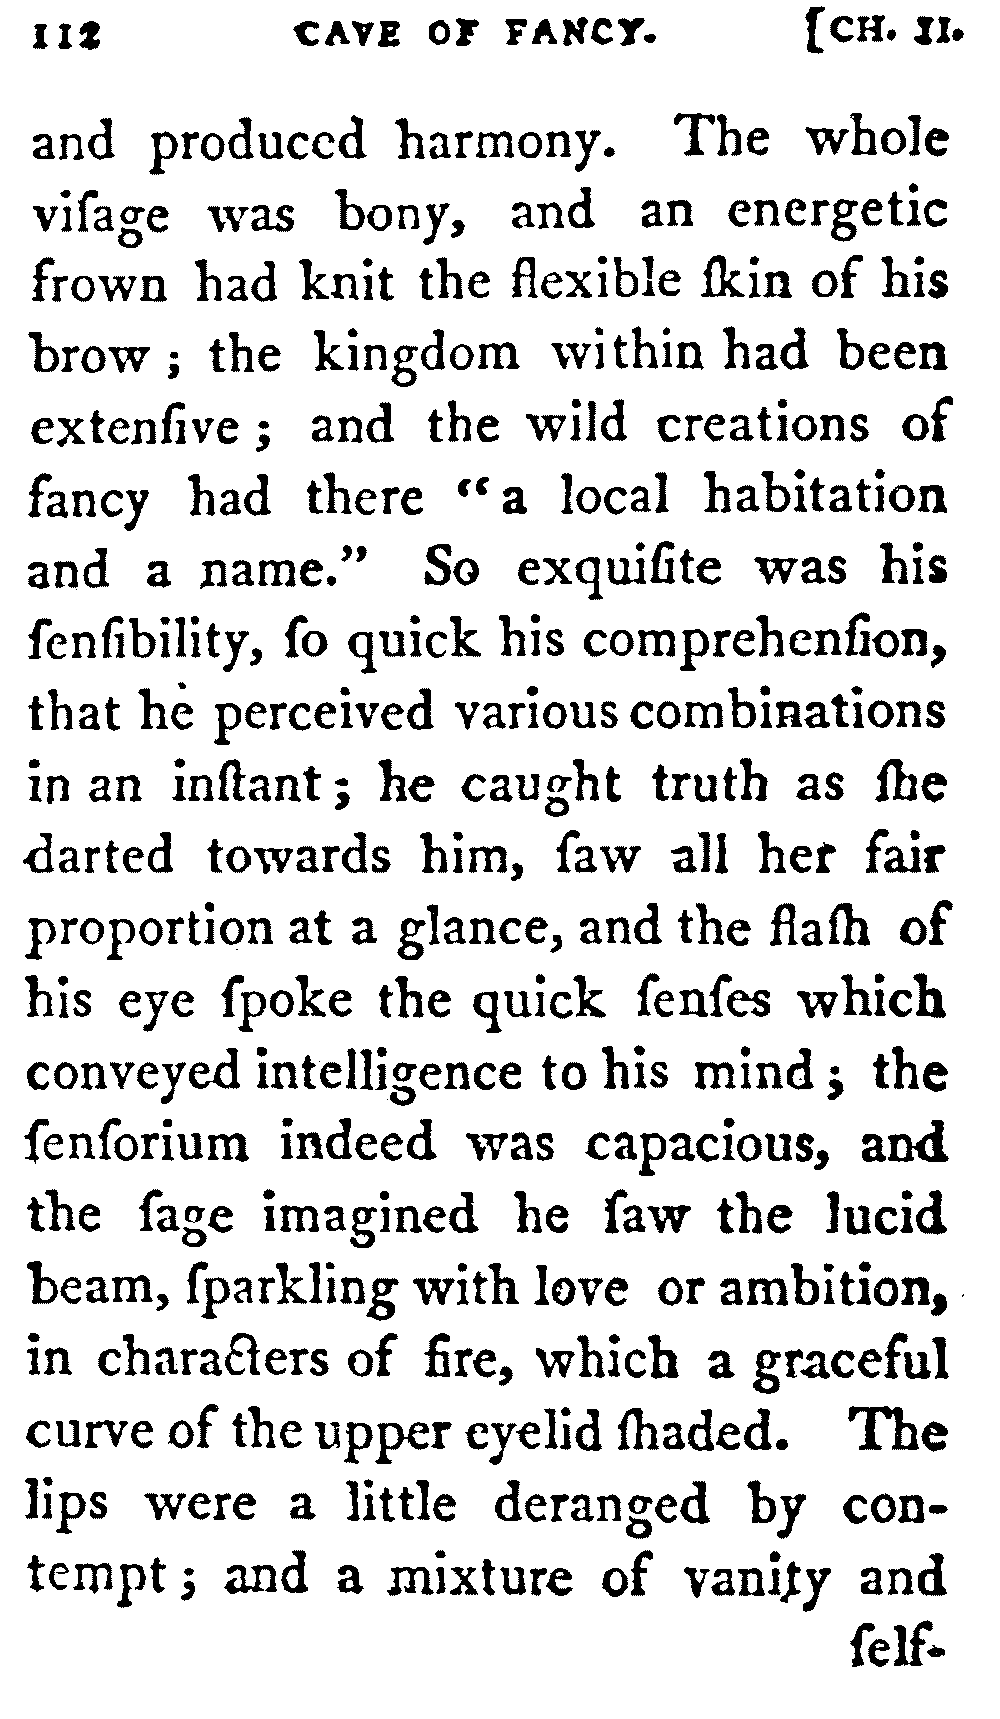 112 CAVE OF FANCY. [CH. II.
and produced harmony. The whole
viſage was bony, and an energetic
frown had knit the flexible ſkin of his
brow ; the kingdom within had been
extenſive ; and the wild creations of
fancy had there “a local habitation
and a name.” So exquiſite was his
ſenſibility, ſo quick his comprehenſion,
that he perceived various combinations
in an inſtant ; he caught truth as ſhe
darted towards him, ſaw all her fair
proportion at a glance, and the flaſh of
his eye ſpoke the quick ſenſes which
conveyed intelligence to his mind ; the
ſenſorium indeed was capacious, and
the ſage imagined he ſaw the lucid
beam, ſparkling with love or ambition,
in characters of fire, which a graceful
curve of the upper eyelid ſhaded. The
lips were a little deranged by con-
tempt ; and a mixture of vanity and
ſelf-